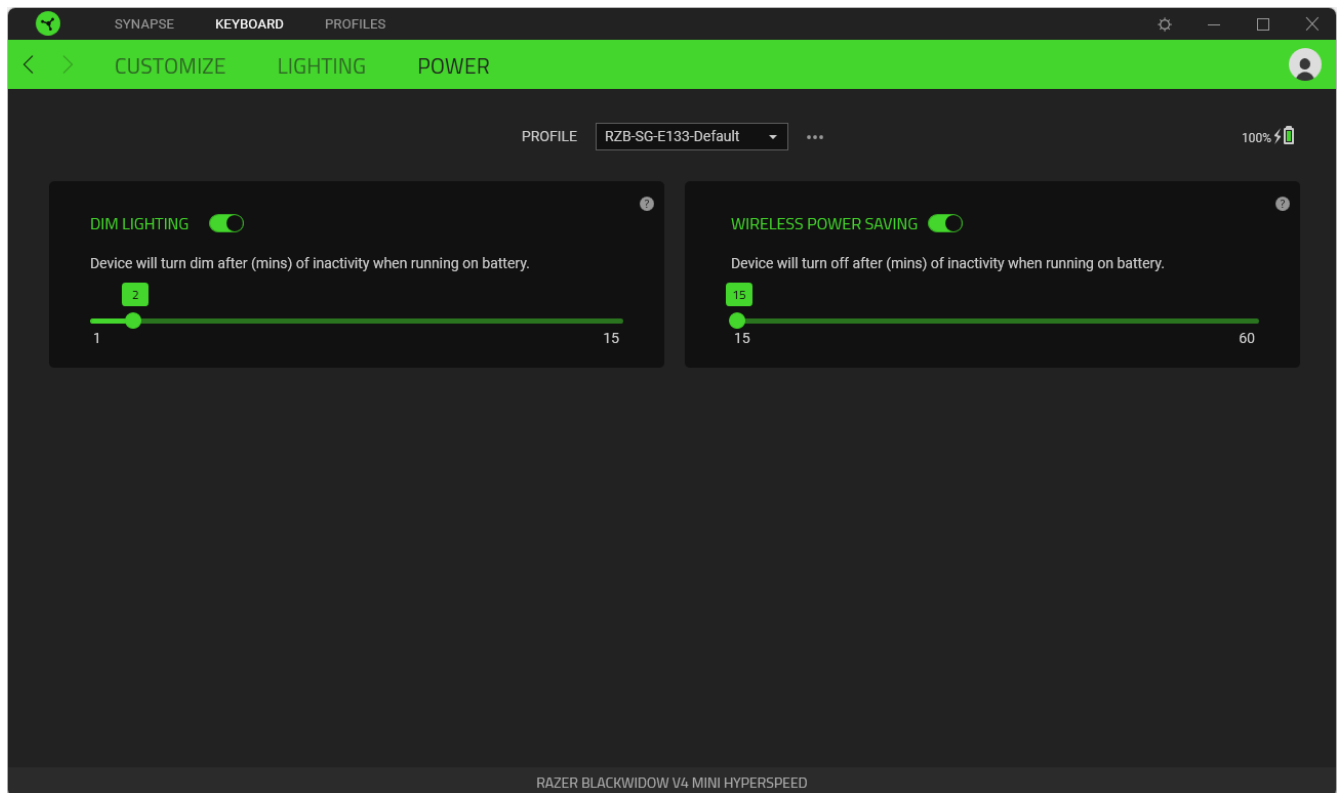 SYNAPSE KEYBOARD PROFILES
CUSTOMIZE LIGHTING POWER
PROFILE RZB-SG-E133-Default 100%
DIM LIGHTING
?
Device will turn dim after (mins) of inactivity when running on battery.
2
1 15
WIRELESS POWER SAVING
?
Device will turn off after (mins) of inactivity when running on battery.
15
15 60
RAZER BLACKWIDOW V4 MINI HYPERSPEED